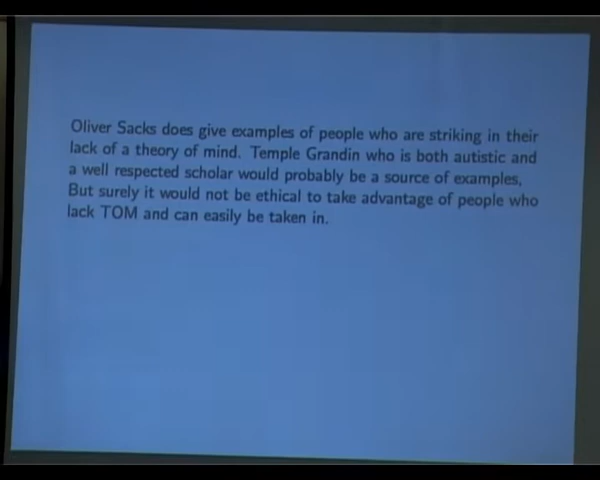 Oliver Sacks does give examples of people who are striking in their
lack of a theory of mind. Temple Grandin who is both autistic and
a well respected scholar would probably be a source of examples,
But surely it would not be ethical to take advantage of people who
lack TOM and can easily be taken in.